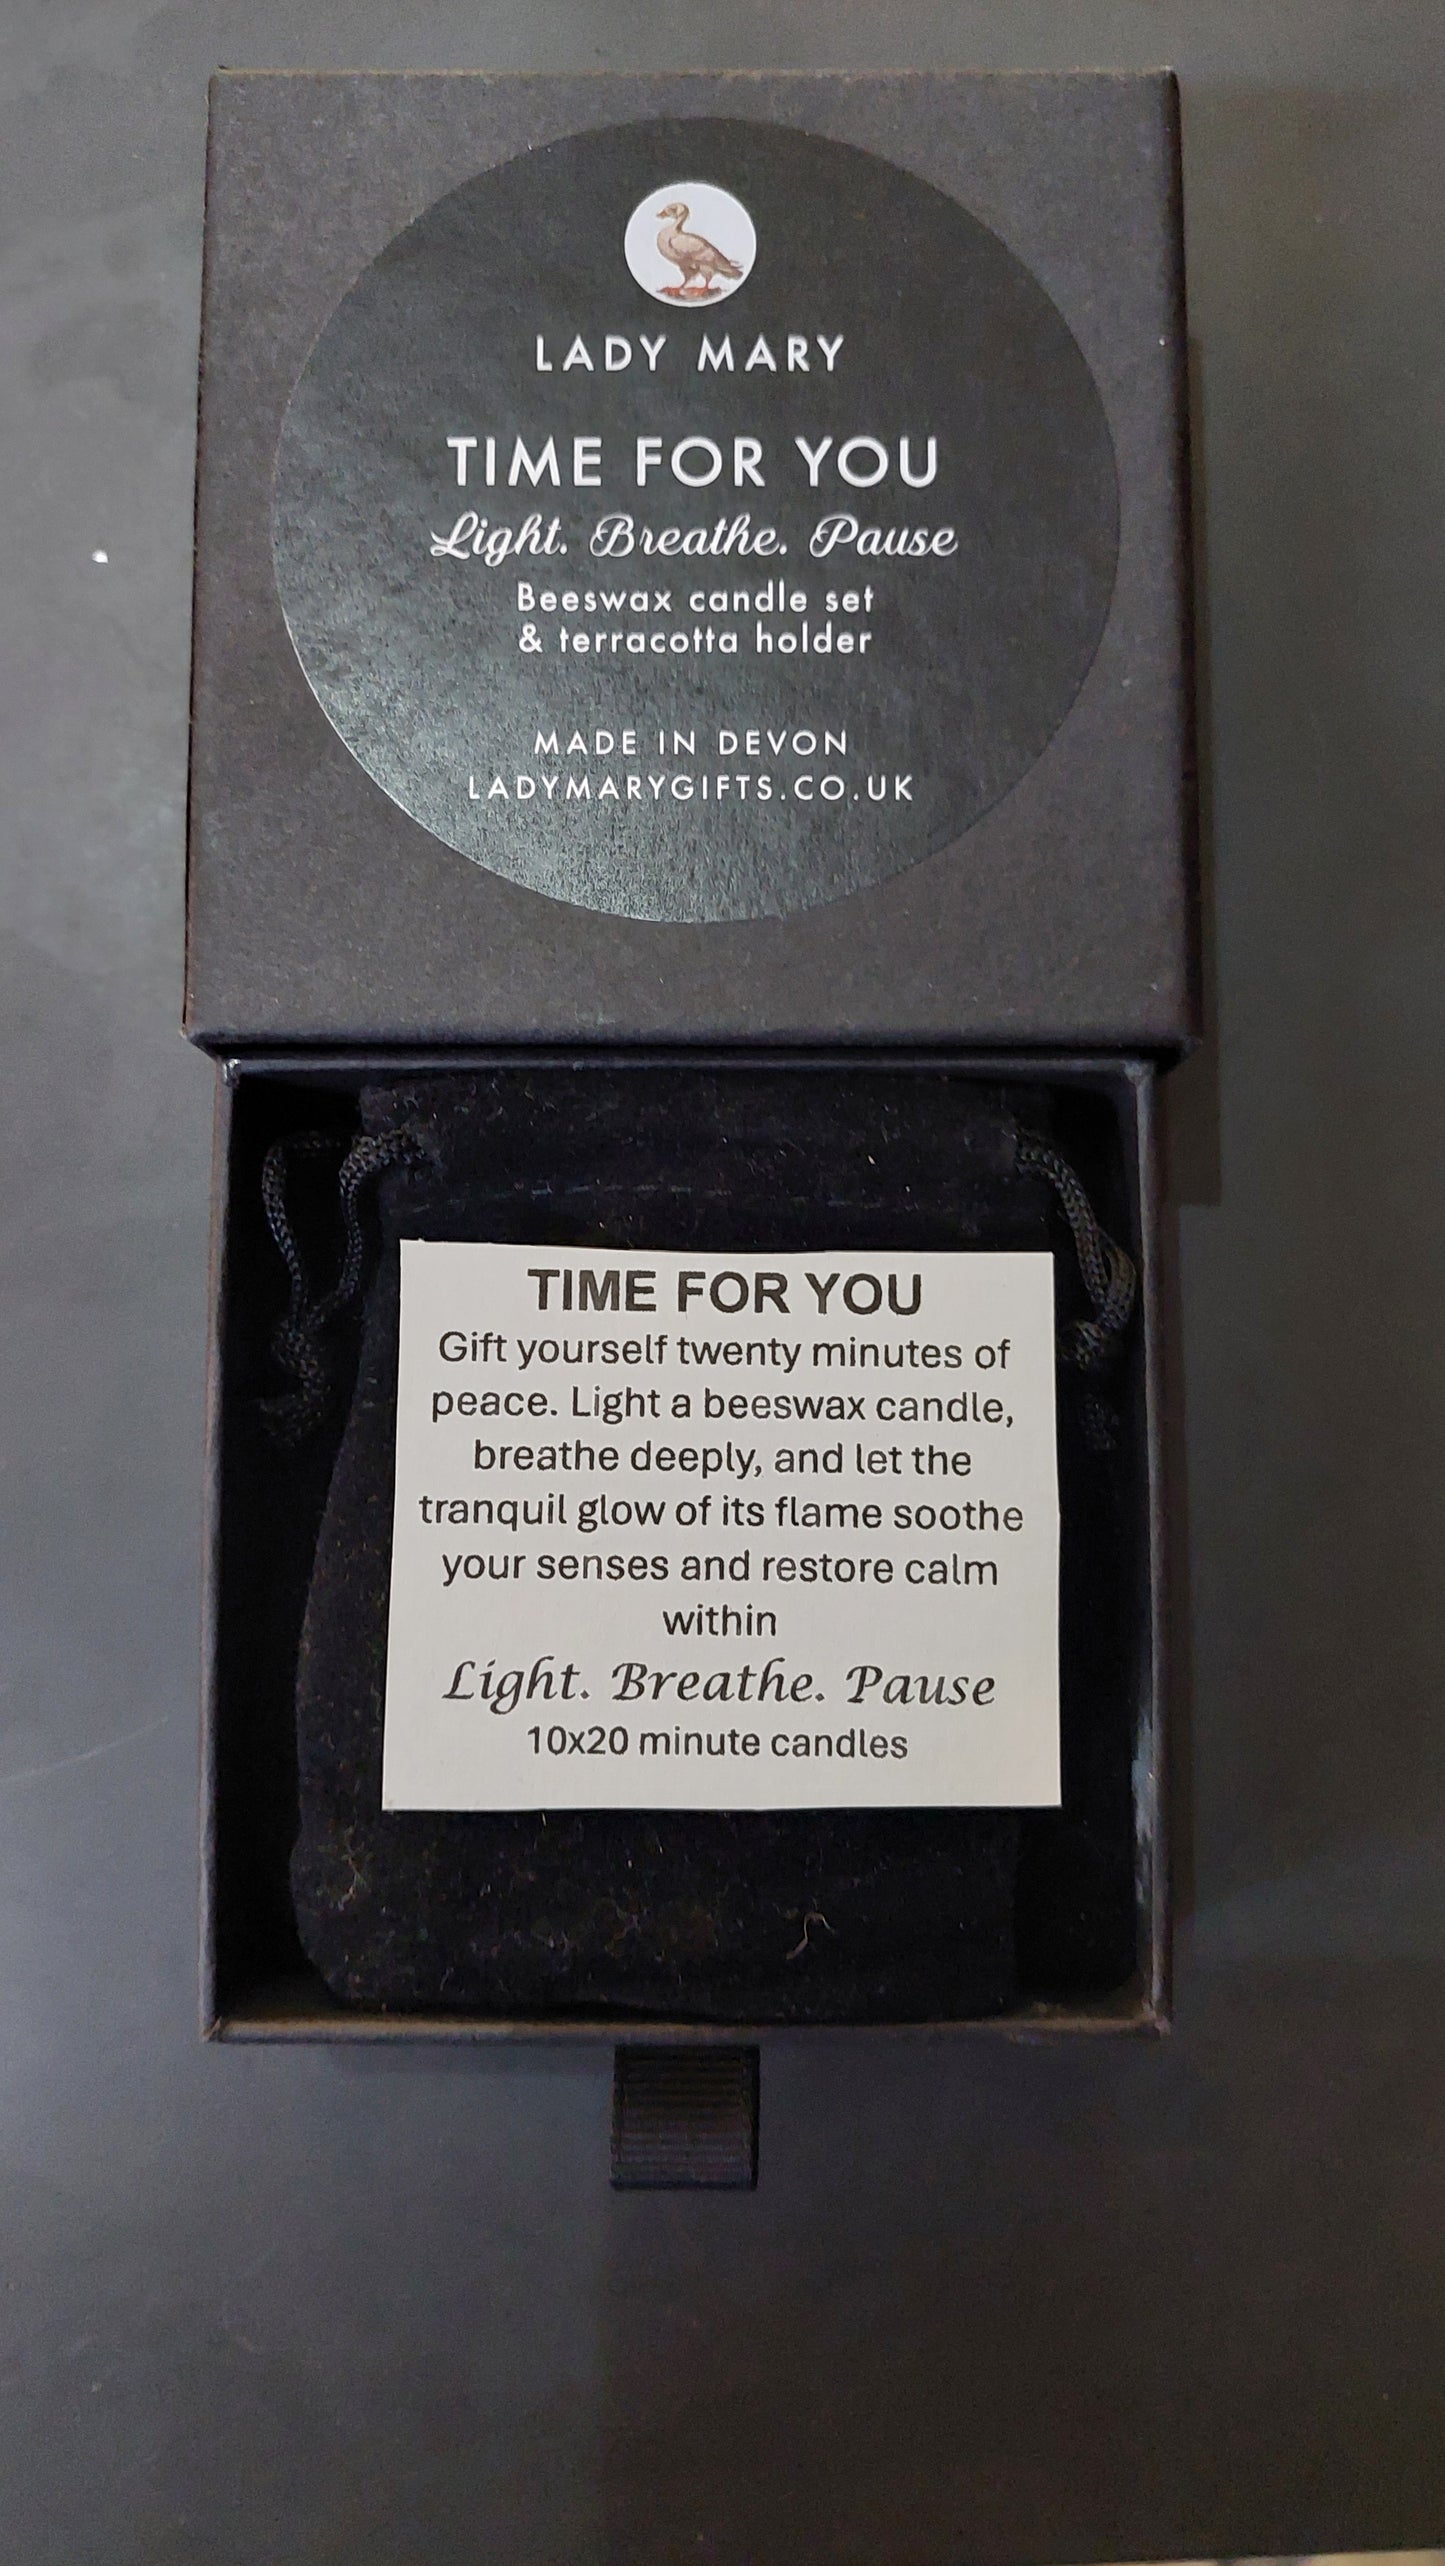 LADY MARY
TIME FOR YOU
Light. Breathe. Pause
Beeswax candle set
& terracotta holder
MADE IN DEVON
LADYMARYGIFTS.CO.UK
TIME FOR YOU
Gift yourself twenty minutes of
peace. Light a beeswax candle,
breathe deeply, and let the
tranquil glow of its flame soothe
your senses and restore calm
within
Light. Breathe. Pause
10x20 minute candles